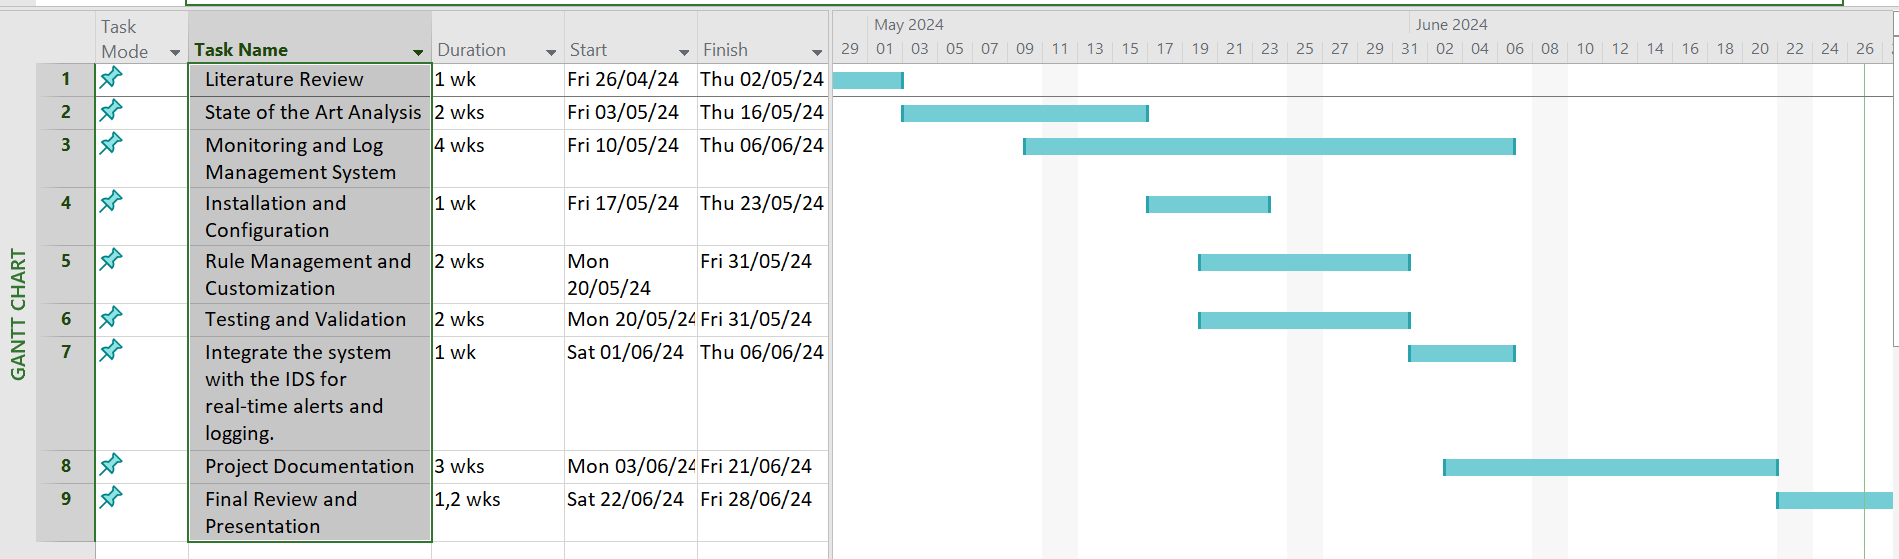 Task Mode
Task Name
Duration
Start
Finish
May 2024
June 2024
29 01 03 05 07 09 11 13 15 17 19 21 23 25 27 29 31 02 04 06 08 10 12 14 16 18 20 22 24 26
GANTT CHART
1 Literature Review 1 wk Fri 26/04/24 Thu 02/05/24
2 State of the Art Analysis 2 wks Fri 03/05/24 Thu 16/05/24
3 Monitoring and Log 4 wks Fri 10/05/24 Thu 06/06/24
Management System
4 Installation and 1 wk Fri 17/05/24 Thu 23/05/24
Configuration
5 Rule Management and 2 wks Mon Fri 31/05/24
Customization 20/05/24
6 Testing and Validation 2 wks Mon 20/05/24 Fri 31/05/24
7 Integrate the system 1 wk Sat 01/06/24 Thu 06/06/24
with the IDS for
real-time alerts and
logging.
8 Project Documentation 3 wks Mon 03/06/24 Fri 21/06/24
9 Final Review and 1,2 wks Sat 22/06/24 Fri 28/06/24
Presentation